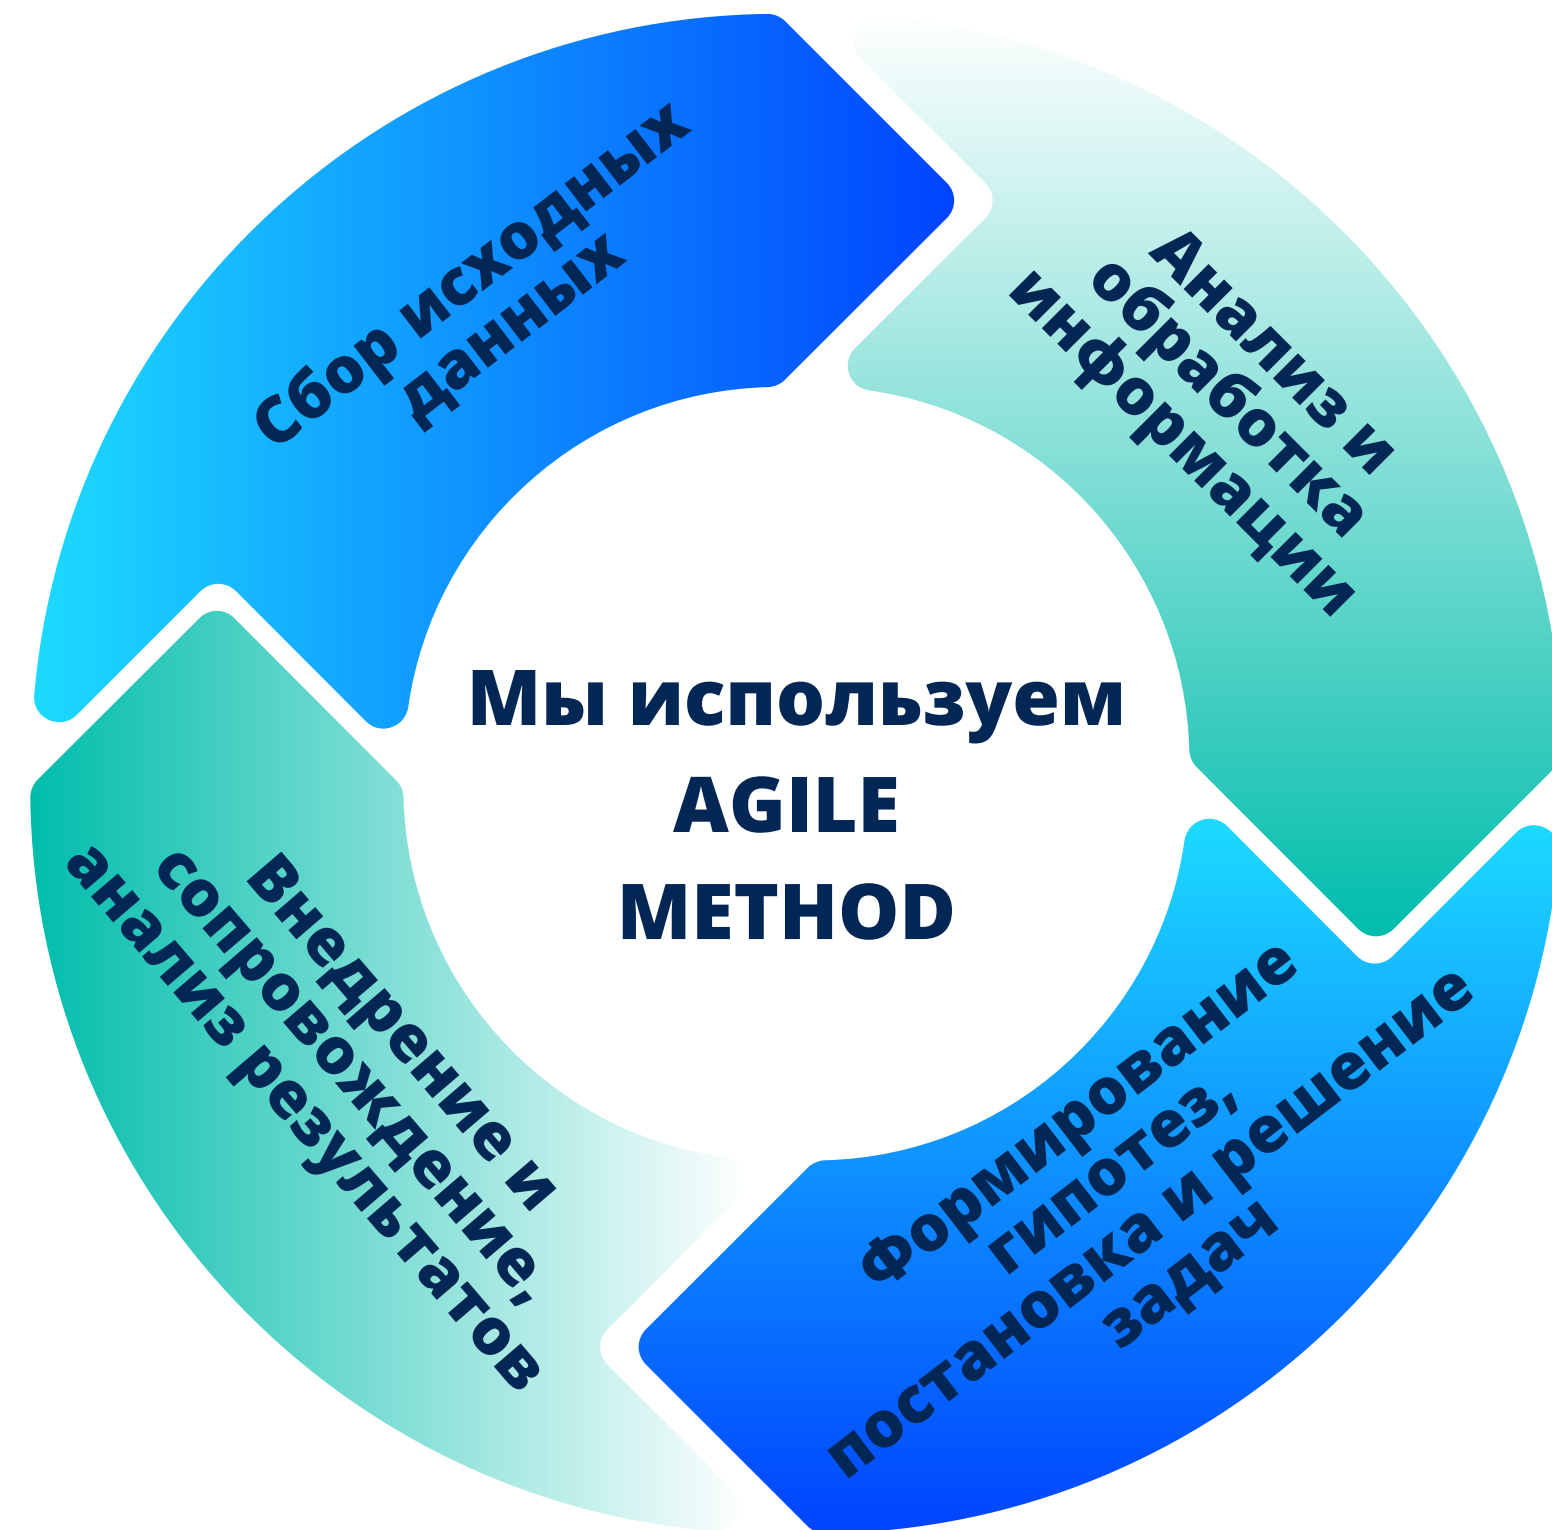 Сбор исходных
данных
Анализ и
обработка
информации
Мы используем
AGILE
METHOD
Формирование
гипотез,
постановка и решение
задач
Внедрение и
сопровождение,
анализ результатов